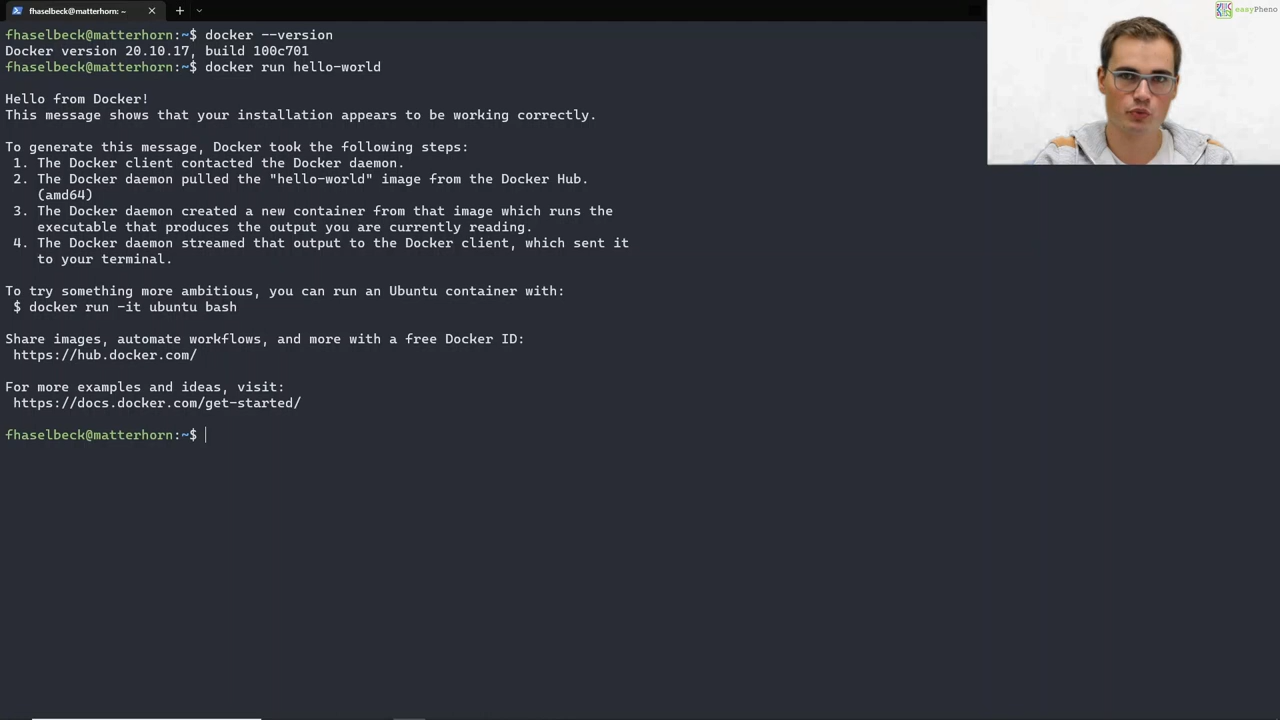 fhaselbeck@matterhorn: ~
easyPheno
fhaselbeck@matterhorn:~$ docker --version
Docker version 20.10.17, build 100c701
fhaselbeck@matterhorn:~$ docker run hello-world
Hello from Docker!
This message shows that your installation appears to be working correctly.
To generate this message, Docker took the following steps:
1. The Docker client contacted the Docker daemon.
2. The Docker daemon pulled the "hello-world" image from the Docker Hub.
(amd64)
3. The Docker daemon created a new container from that image which runs the
executable that produces the output you are currently reading.
4. The Docker daemon streamed that output to the Docker client, which sent it
to your terminal.
To try something more ambitious, you can run an Ubuntu container with:
$ docker run -it ubuntu bash
Share images, automate workflows, and more with a free Docker ID:
https://hub.docker.com/
For more examples and ideas, visit:
https://docs.docker.com/get-started/
fhaselbeck@matterhorn:~$